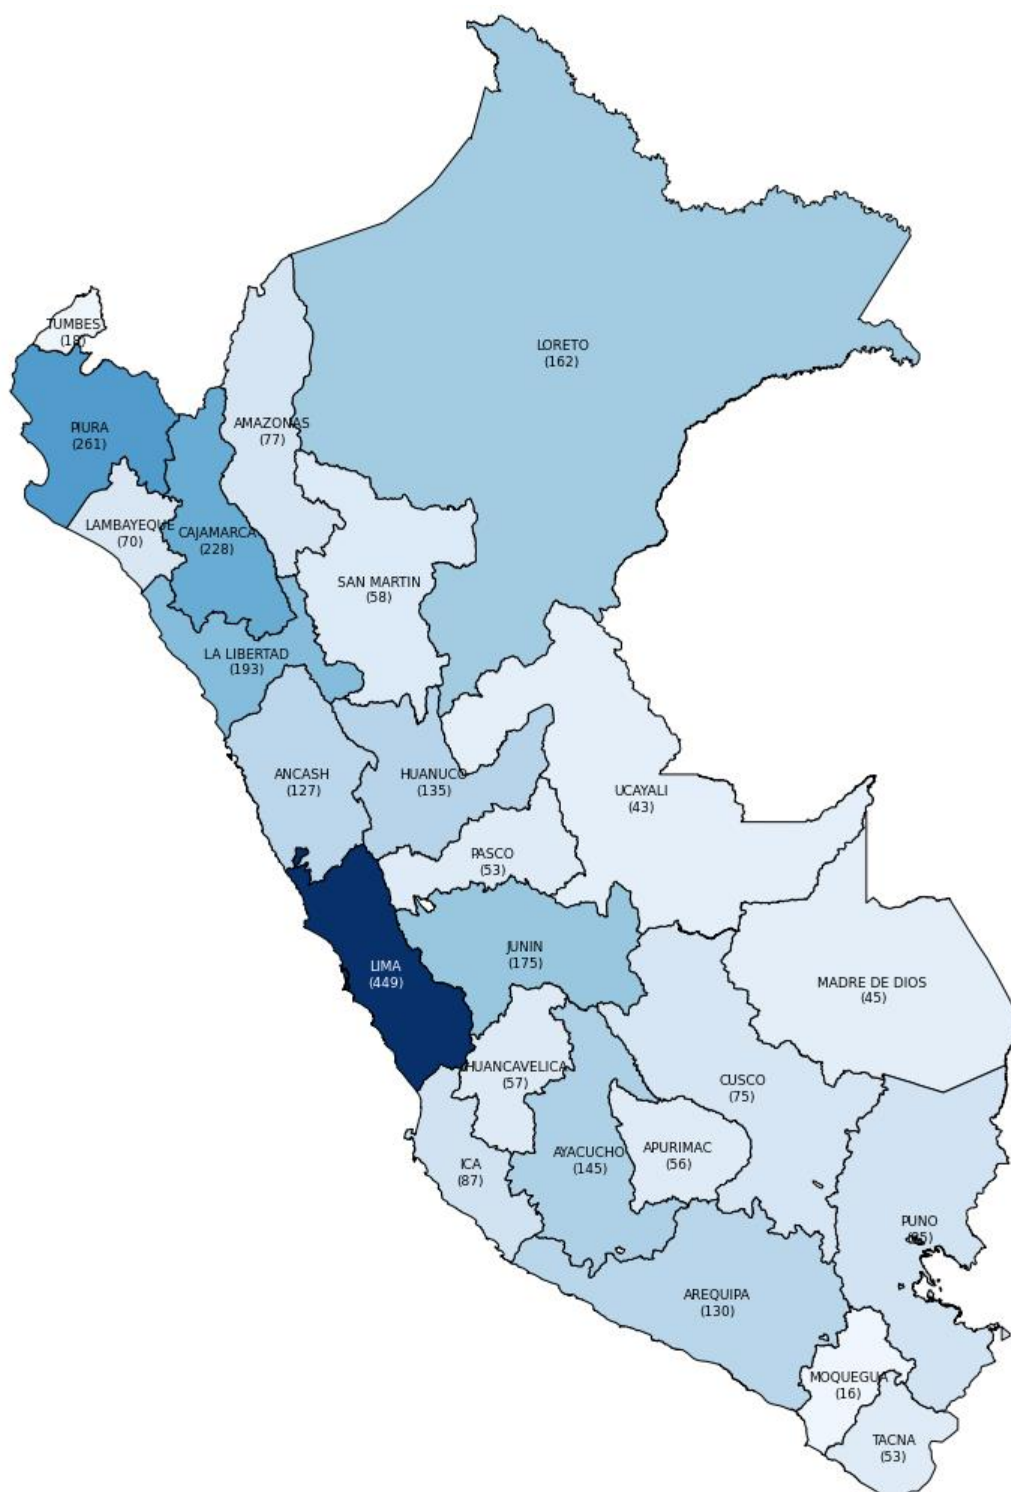 TUMBES
(18)
LORETO
(162)
PIURA
(261)
AMAZONAS
(77)
LAMBAYEQUE
(70)
CAJAMARCA
(228)
SAN MARTIN
(58)
LA LIBERTAD
(193)
ANCASH
(127)
HUANUCO
(135)
UCAYALI
(43)
PASCO
(53)
JUNIN
(175)
LIMA
(449)
MADRE DE DIOS
(45)
HUANCAVELICA
(57)
CUSCO
(75)
AYACUCHO
(145)
APURIMAC
(56)
ICA
(87)
PUNO
AREQUIPA
(130)
MOQUEGUA
(16)
TACNA
(53)